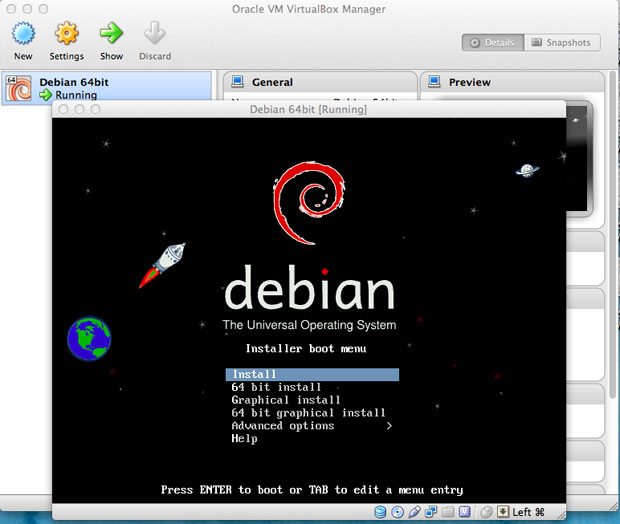 Oracle VM VirtualBox Manager
New Settings Show Discard
Details Snapshots
64 Debian 64bit
Running
General
Preview
Debian 64bit [Running]
debian
The Universal Operating System
Installer boot menu
Install
64 bit install
Graphical install
64 bit graphical install
Advanced options >
Help
Press ENTER to boot or TAB to edit a menu entry
Left ⌘